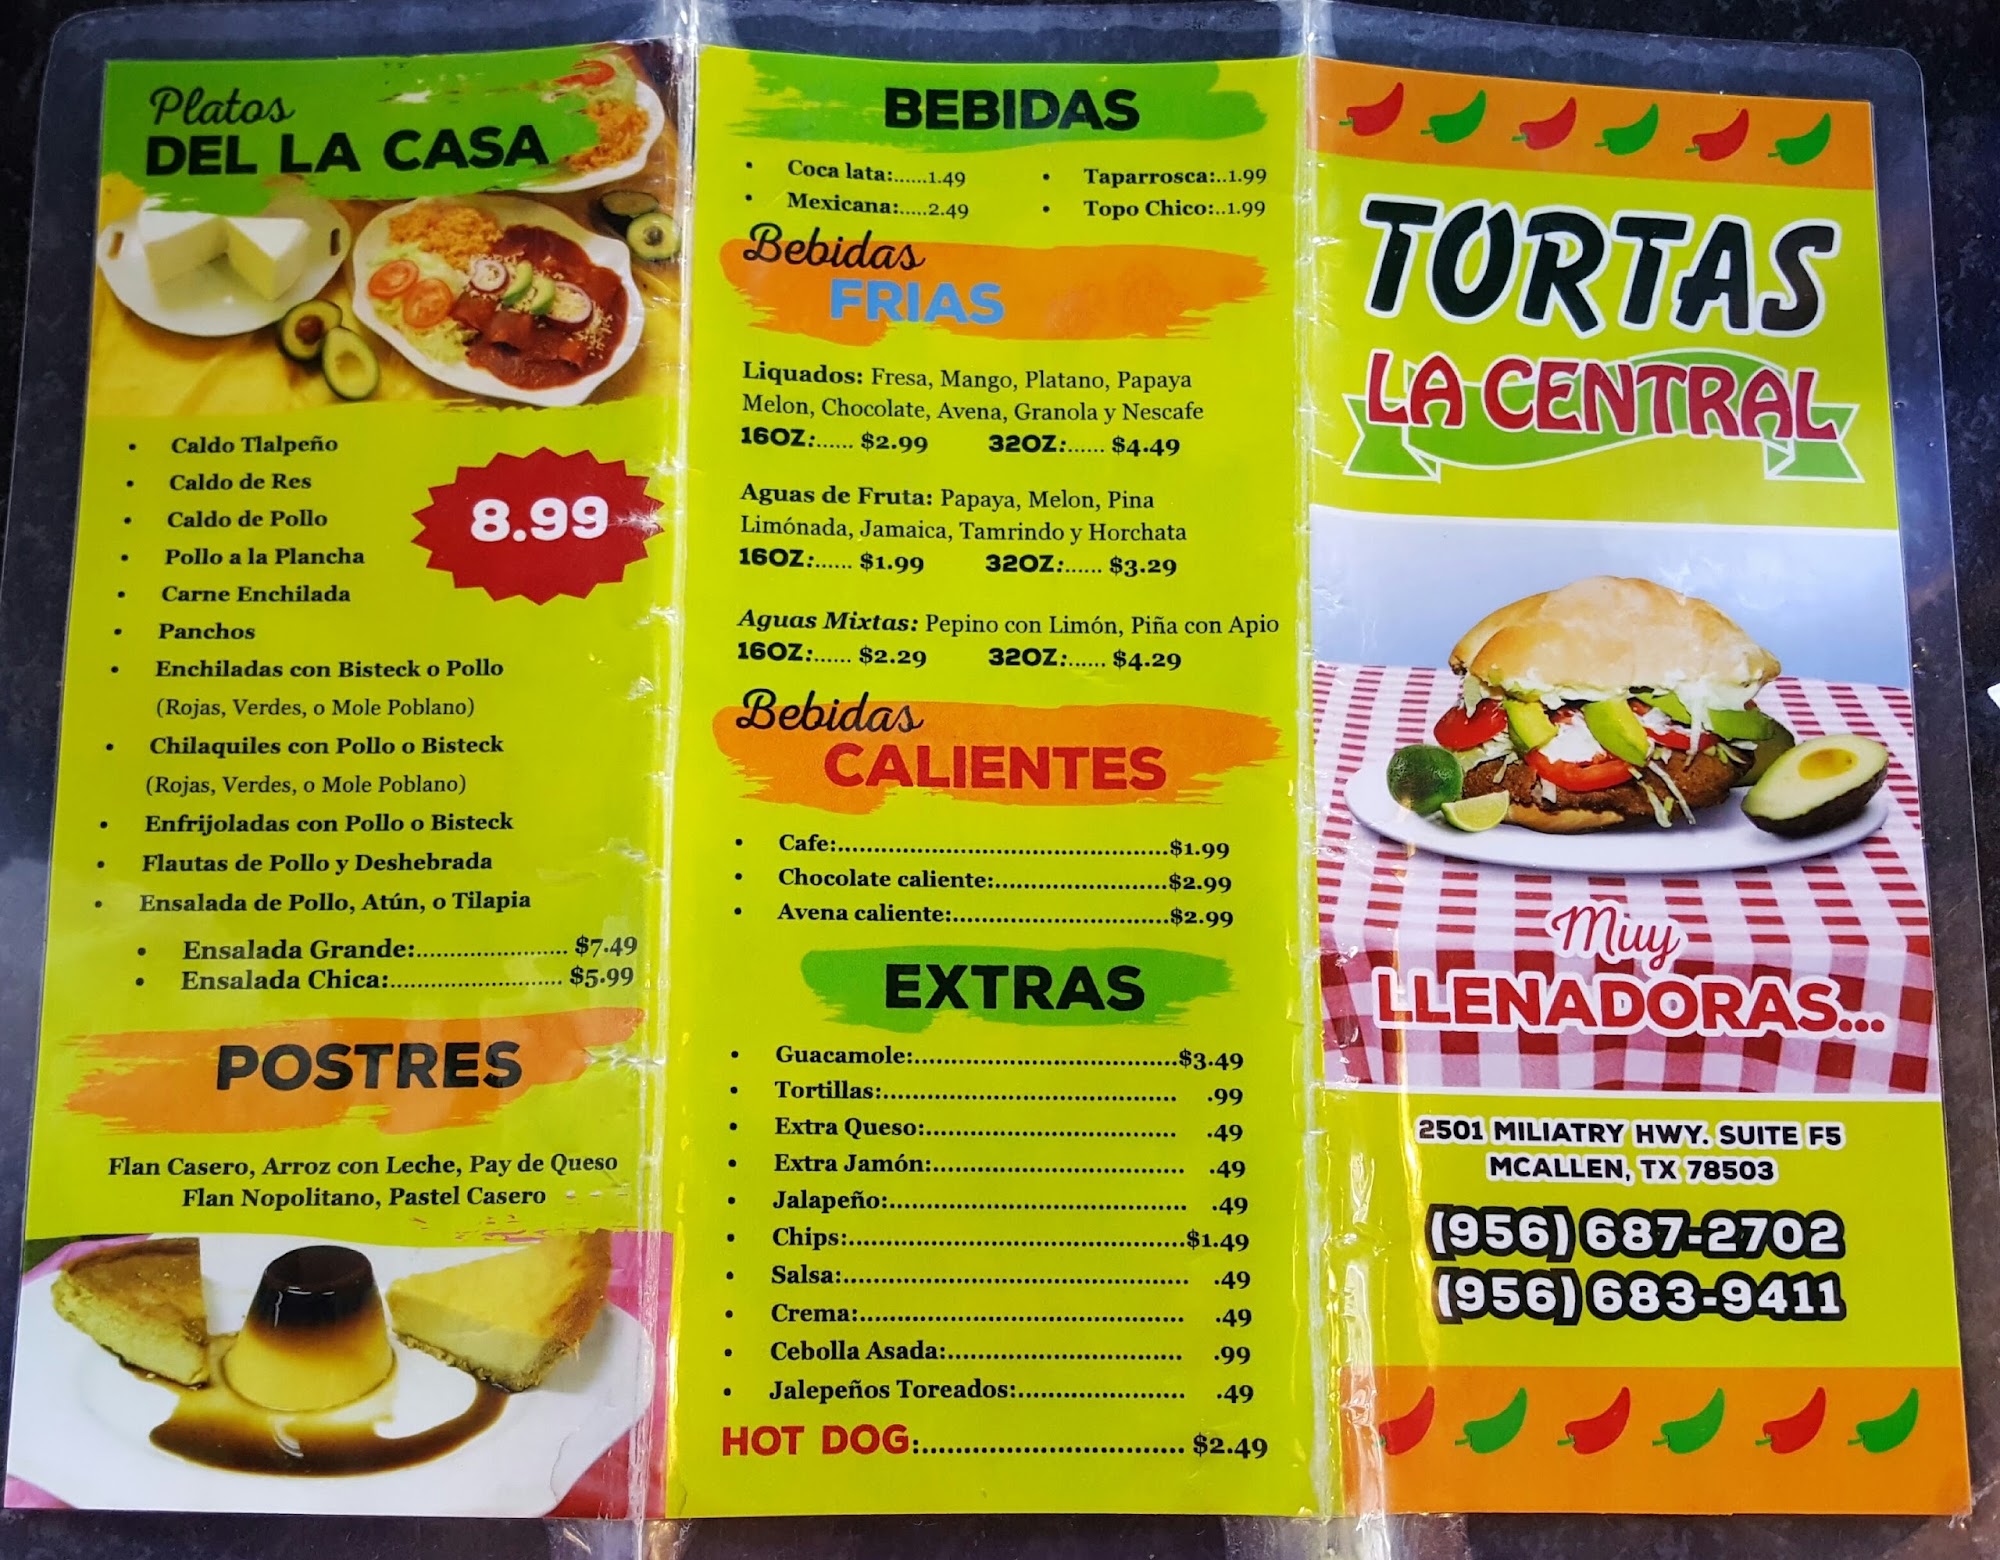 Platos
DEL LA CASA
• Caldo Tlalpeño
• Caldo de Res
• Caldo de Pollo
• Pollo a la Plancha
• Carne Enchilada
• Panchos
8.99
• Enchiladas con Bisteck o Pollo
(Rojas, Verdes, o Mole Poblano)
• Chilaquiles con Pollo o Bisteck
(Rojas, Verdes, o Mole Poblano)
• Enfrijoladas con Pollo o Bisteck
• Flautas de Pollo y Deshebrada
• Ensalada de Pollo, Atún, o Tilapia
• Ensalada Grande:....................... $7.49
• Ensalada Chica:.......................... $5.99
POSTRES
Flan Casero, Arroz con Leche, Pay de Queso
Flan Nopolitano, Pastel Casero
BEBIDAS
• Coca lata:......1.49 • Taparrosca:..1.99
• Mexicana:.....2.49 • Topo Chico:..1.99
Bebidas
FRIAS
Liquados: Fresa, Mango, Platano, Papaya
Melon, Chocolate, Avena, Granola y Nescafe
16OZ:...... $2.99 32OZ:...... $4.49
Aguas de Fruta: Papaya, Melon, Pina
Limónada, Jamaica, Tamrindo y Horchata
16OZ:...... $1.99 32OZ:...... $3.29
Aguas Mixtas: Pepino con Limón, Piña con Apio
16OZ:...... $2.29 32OZ:...... $4.29
Bebidas
CALIENTES
• Cafe:..............................................$1.99
• Chocolate caliente:........................$2.99
• Avena caliente:..............................$2.99
EXTRAS
• Guacamole:....................................$3.49
• Tortillas:........................................ .99
• Extra Queso:.................................. .49
• Extra Jamón:.................................. .49
• Jalapeño:........................................ .49
• Chips:..............................................$1.49
• Salsa:............................................... .49
• Crema:............................................. .49
• Cebolla Asada:................................ .99
• Jalepeños Toreados:....................... .49
HOT DOG:.................................... $2.49
TORTAS
LA CENTRAL
Muy
LLENADORAS...
2501 MILIATRY HWY. SUITE F5
MCALLEN, TX 78503
(956) 687-2702
(956) 683-9411